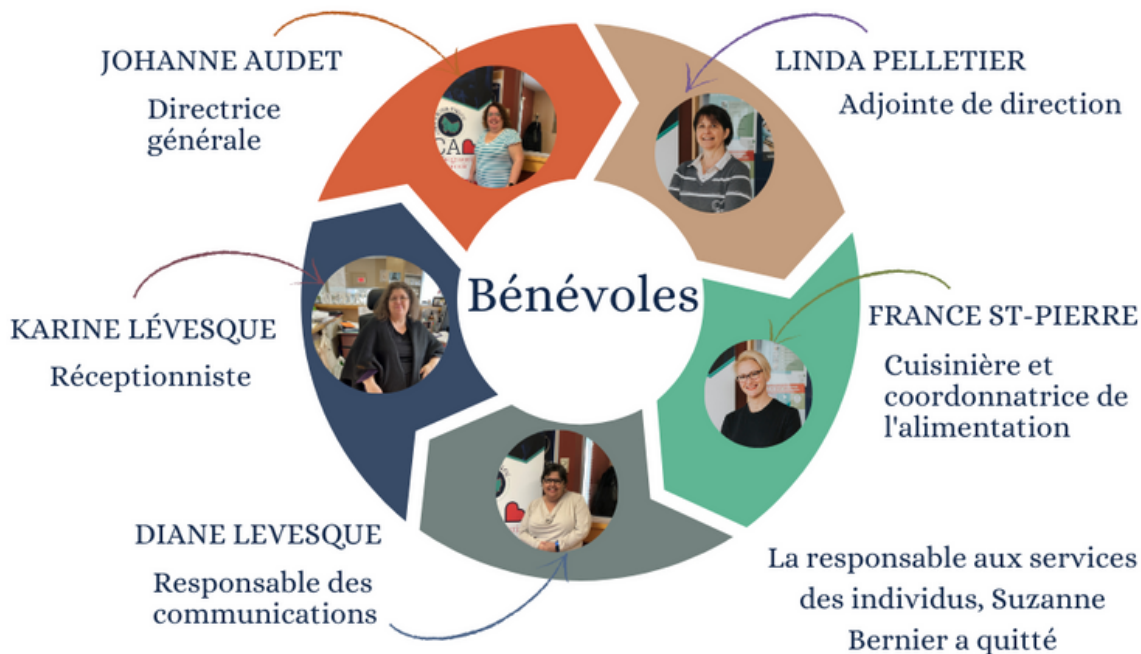 JOHANNE AUDET
Directrice
générale
LINDA PELLETIER
Adjointe de direction
Bénévoles
KARINE LÉVESQUE
Réceptionniste
FRANCE ST-PIERRE
Cuisinière et
coordonnatrice de
l'alimentation
DIANE LEVESQUE
Responsable des
communications
La responsable aux services
des individus, Suzanne
Bernier a quitté